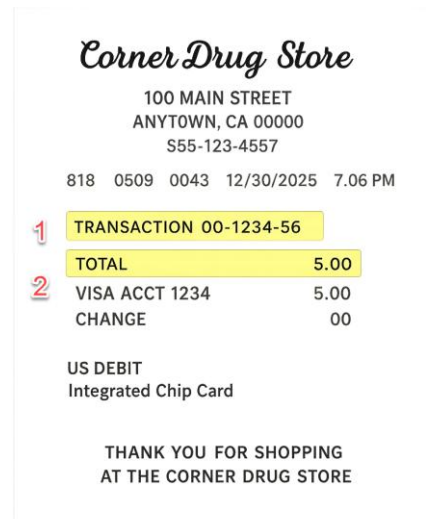 Corner Drug Store
100 MAIN STREET
ANYTOWN, CA 00000
S55-123-4557
818 0509 0043 12/30/2025 7.06 PM
1 TRANSACTION 00-1234-56
TOTAL 5.00
2 VISA ACCT 1234 5.00
CHANGE 00
US DEBIT
Integrated Chip Card
THANK YOU FOR SHOPPING
AT THE CORNER DRUG STORE